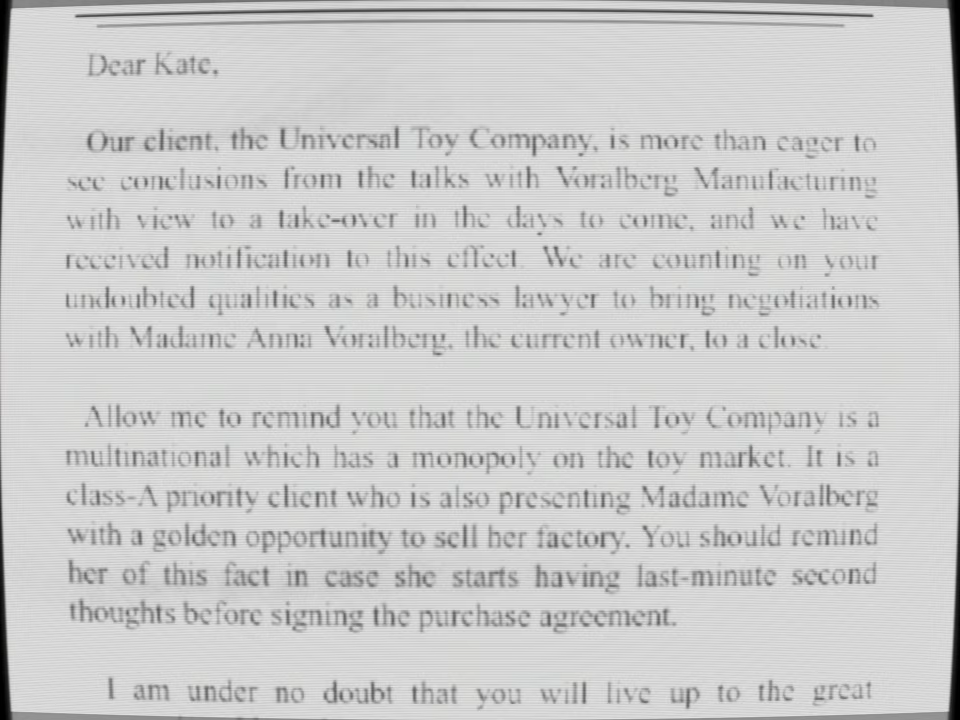 Dear Kate,
Our client, the Universal Toy Company, is more than eager to
see conclusions from the talks with Voralberg Manufacturing
with view to a take-over in the days to come, and we have
received notification to this effect. We are counting on your
undoubted qualities as a business lawyer to bring negotiations
with Madame Anna Voralberg, the current owner, to a close.
Allow me to remind you that the Universal Toy Company is a
multinational which has a monopoly on the toy market. It is a
class-A priority client who is also presenting Madame Voralberg
with a golden opportunity to sell her factory. You should remind
her of this fact in case she starts having last-minute second
thoughts before signing the purchase agreement.
I am under no doubt that you will live up to the great